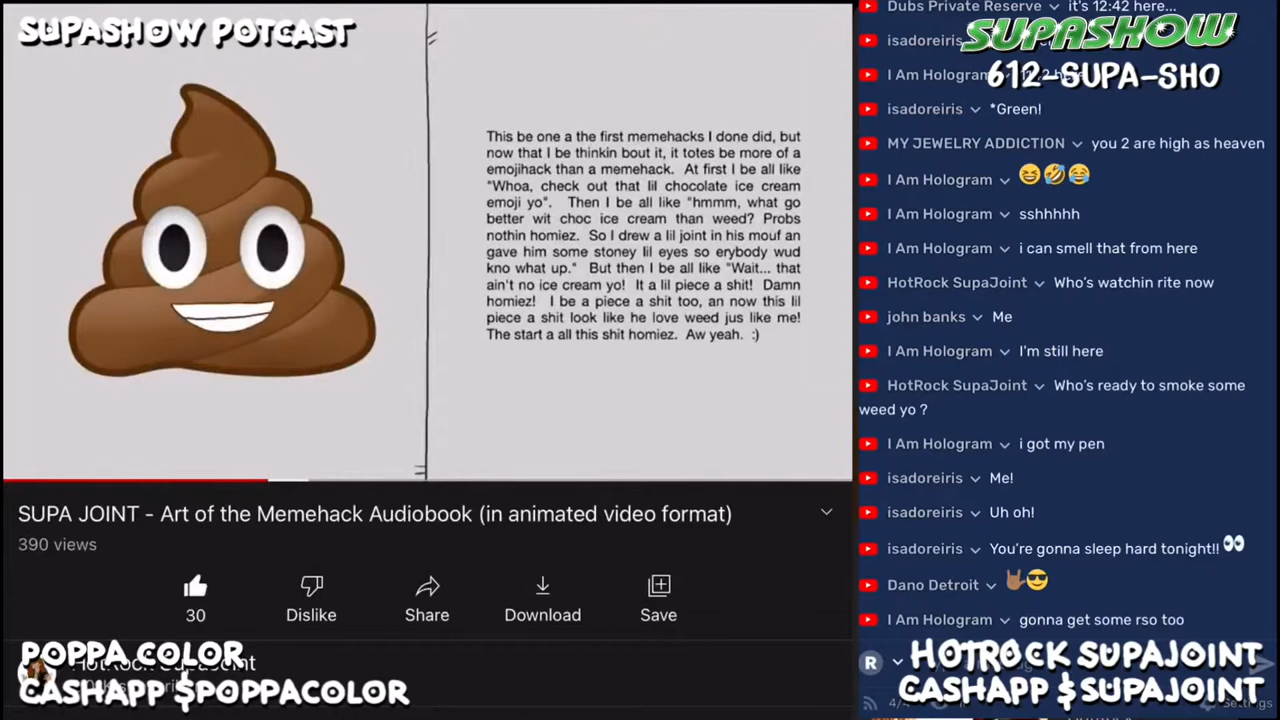 SUPASHOW POTCAST
This be one a the first memehacks I done did, but
now that I be thinkin bout it, it totes be more of a
emojihack than a memehack. At first I be all like
"Whoa, check out that lil chocolate ice cream
emoji yo". Then I be all like "hmmm, what go
better wit choc ice cream than weed? Probs
nothin homiez. So I drew a lil joint in his mouf an
gave him some stoney lil eyes so erybody wud
kno what up." But then I be all like "Wait... that
ain't no ice cream yo! It a lil piece a shit! Damn
homiez! I be a piece a shit too, an now this lil
piece a shit look like he love weed jus like me!
The start a all this shit homiez. Aw yeah. :)
SUPA JOINT - Art of the Memehack Audiobook (in animated video format)
390 views
30
Dislike
Share
Download
Save
POPPA COLOR
HotRock SupaJoint
CASHAPP $POPPACOLOR
Dubs Private Reserve it's 12:42 here...
SUPASHOW
isadoreiris
612-SUPA-SHO
I Am Hologram
isadoreiris *Green!
MY JEWELRY ADDICTION you 2 are high as heaven
I Am Hologram 😆🤣😂
I Am Hologram sshhhhh
I Am Hologram i can smell that from here
HotRock SupaJoint Who's watchin rite now
john banks Me
I Am Hologram I'm still here
HotRock SupaJoint Who's ready to smoke some
weed yo ?
I Am Hologram i got my pen
isadoreiris Me!
isadoreiris Uh oh!
isadoreiris You're gonna sleep hard tonight!! 👀
Dano Detroit 🤟🏾😎
I Am Hologram gonna get some rso too
R
HOTROCK SUPAJOINT
CASHAPP $SUPAJOINT
Settings